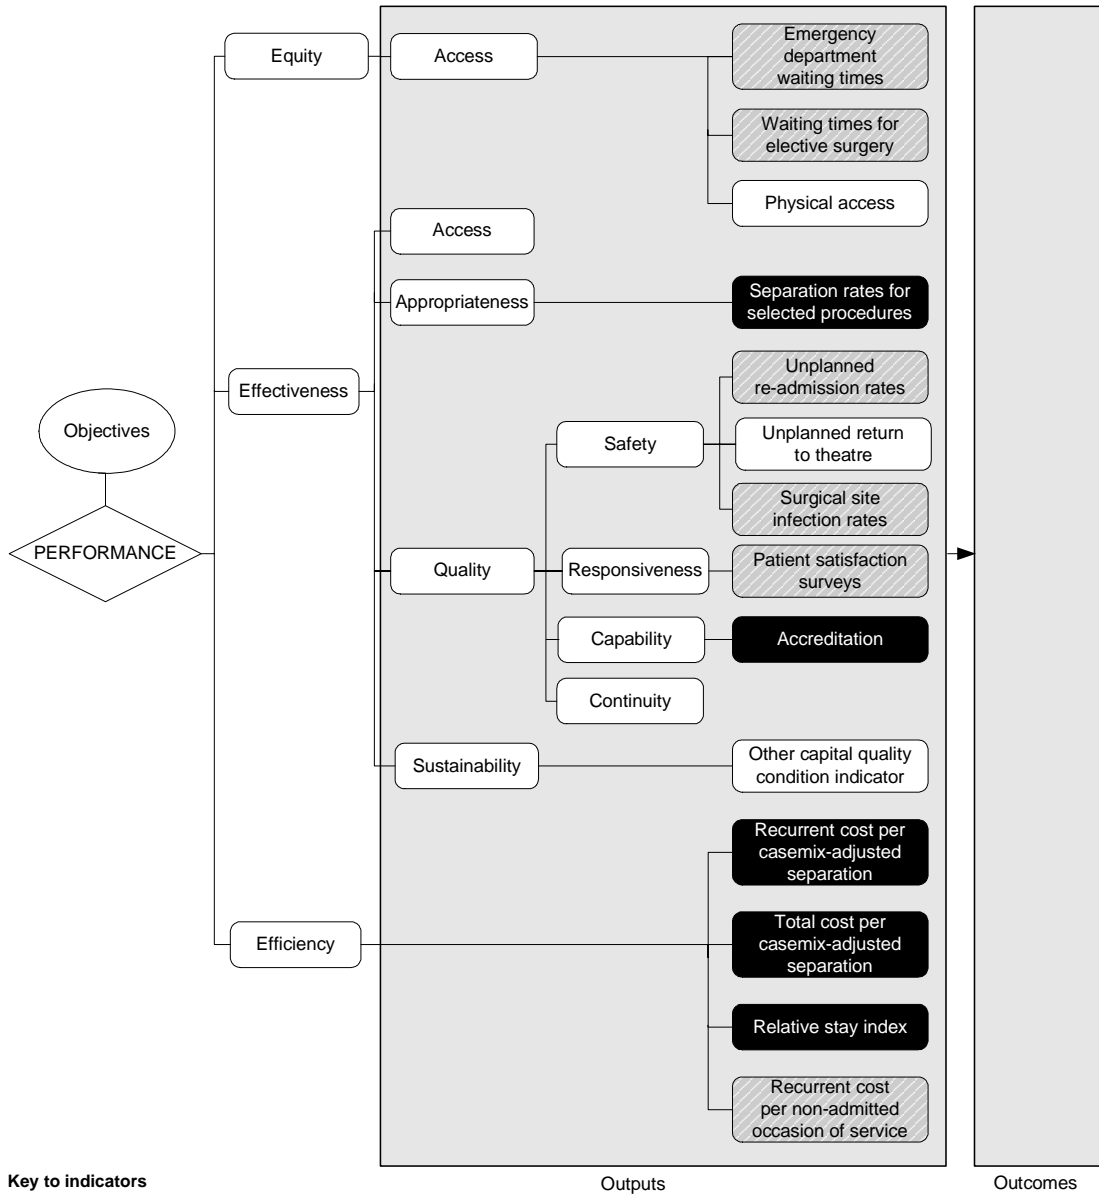 Equity
Access
Emergency
department
waiting times
Waiting times for
elective surgery
Physical access
Access
Appropriateness
Separation rates for
selected procedures
Objectives
PERFORMANCE
Effectiveness
Unplanned
re-admission rates
Safety
Unplanned return
to theatre
Surgical site
infection rates
Quality
Responsiveness
Patient satisfaction
surveys
Capability
Accreditation
Continuity
Sustainability
Other capital quality
condition indicator
Recurrent cost per
casemix-adjusted
separation
Efficiency
Total cost per
casemix-adjusted
separation
Relative stay index
Recurrent cost
per non-admitted
occasion of service
Key to indicators
Outputs
Outcomes